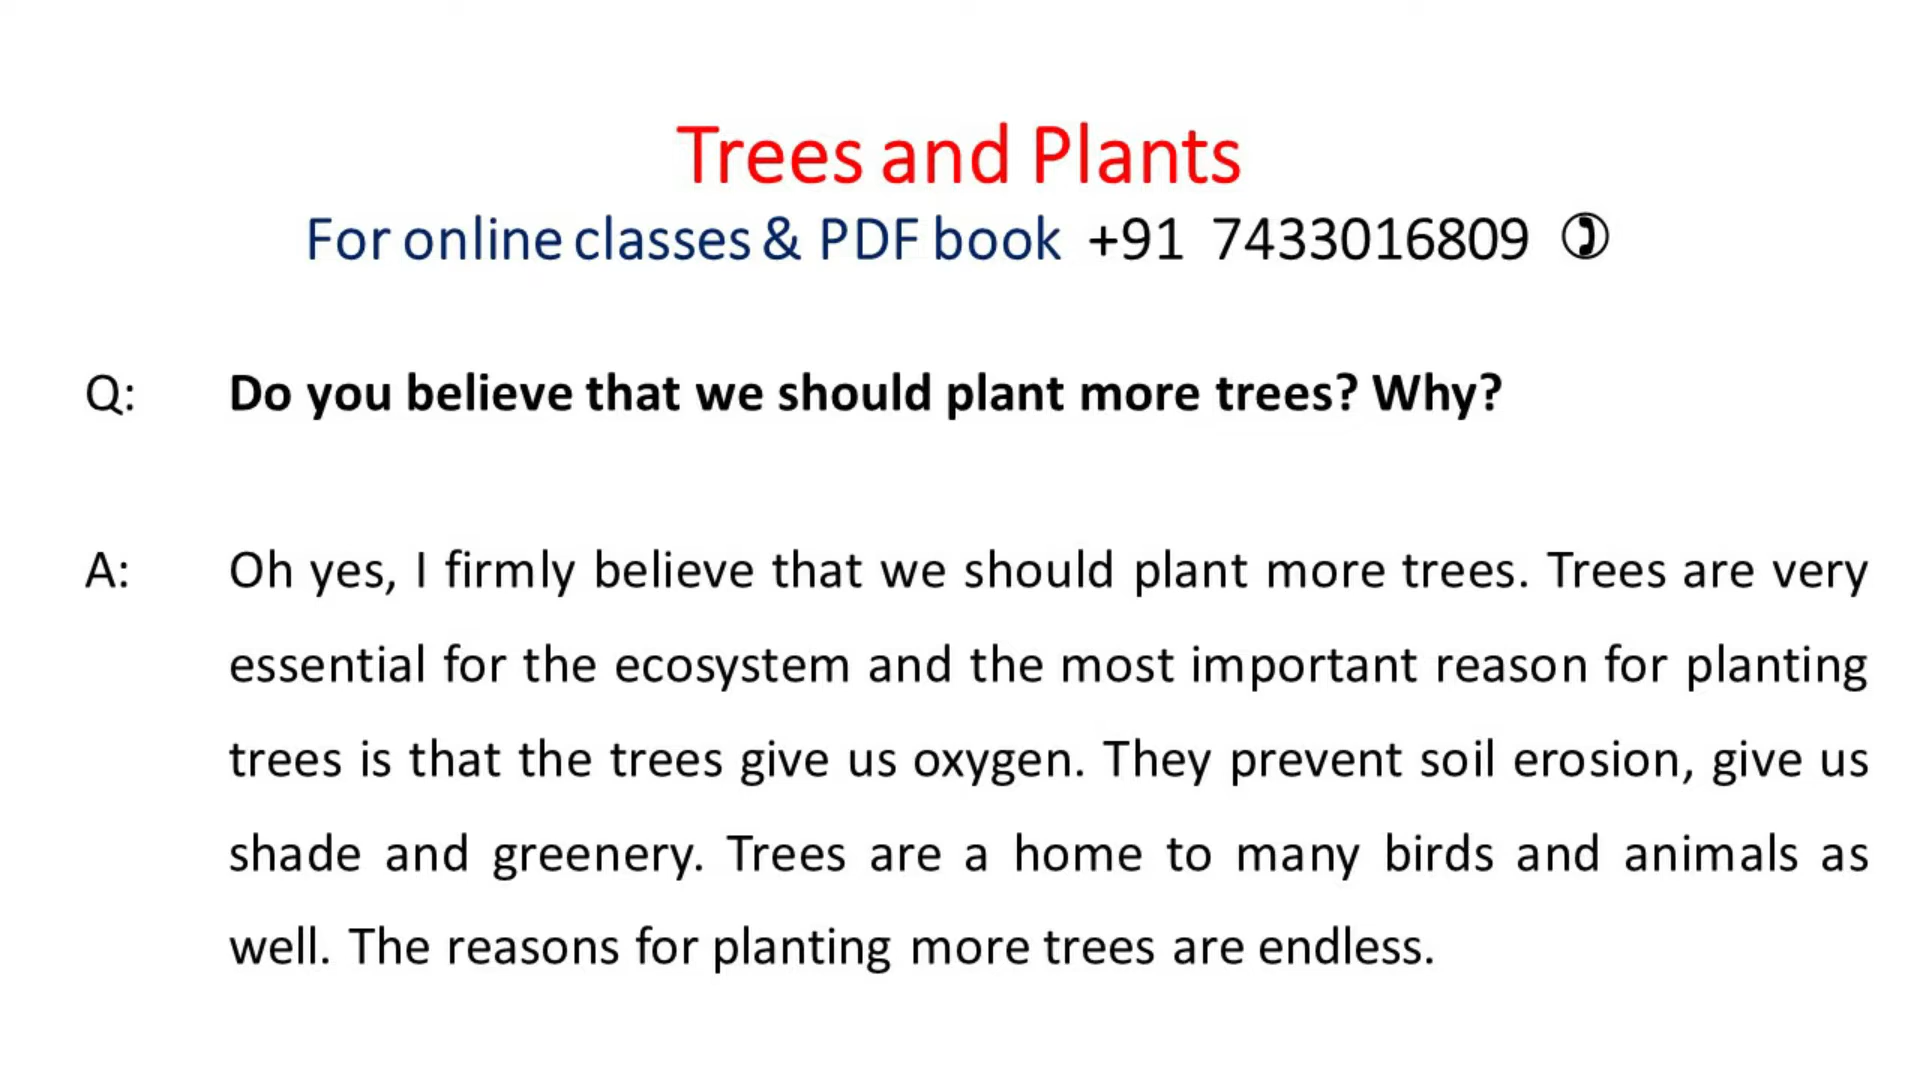 Trees and Plants
For online classes & PDF book +91 7433016809 ✆
Q: Do you believe that we should plant more trees? Why?
A: Oh yes, I firmly believe that we should plant more trees. Trees are very
essential for the ecosystem and the most important reason for planting
trees is that the trees give us oxygen. They prevent soil erosion, give us
shade and greenery. Trees are a home to many birds and animals as
well. The reasons for planting more trees are endless.